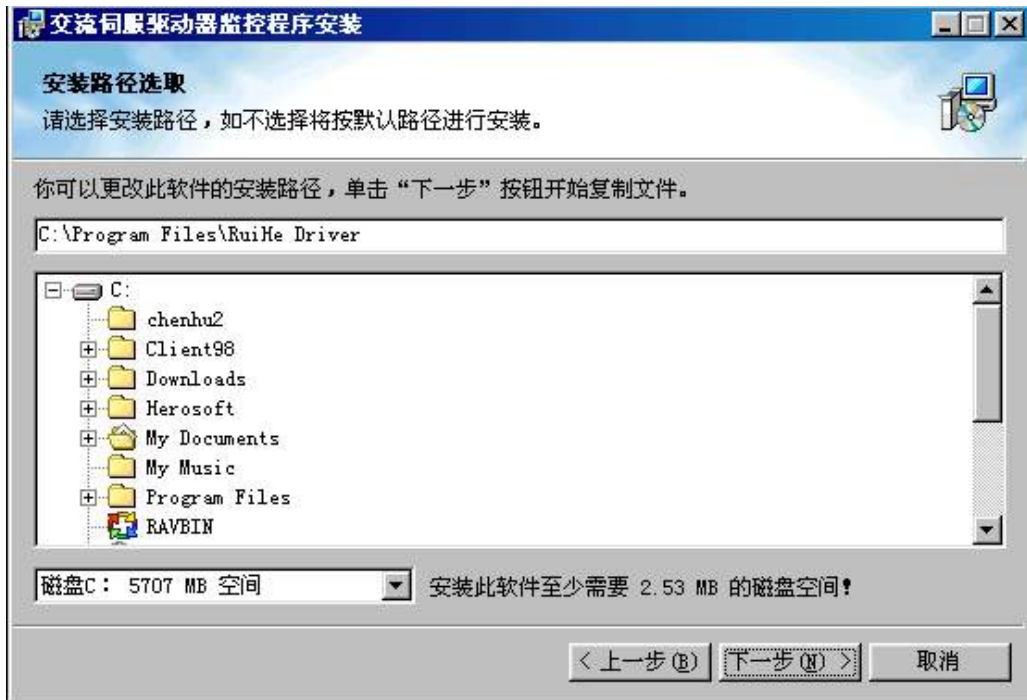 交流伺服驱动器监控程序安装
安装路径选取
请选择安装路径，如不选择将按默认路径进行安装。
你可以更改此软件的安装路径，单击“下一步”按钮开始复制文件。
C:\Program Files\RuiHe Driver
C:
chenhu2
Client98
Downloads
Herosoft
My Documents
My Music
Program Files
RAVBIN
磁盘C： 5707 MB 空间
安装此软件至少需要 2.53 MB 的磁盘空间！
< 上一步(B) 下一步(N) > 取消